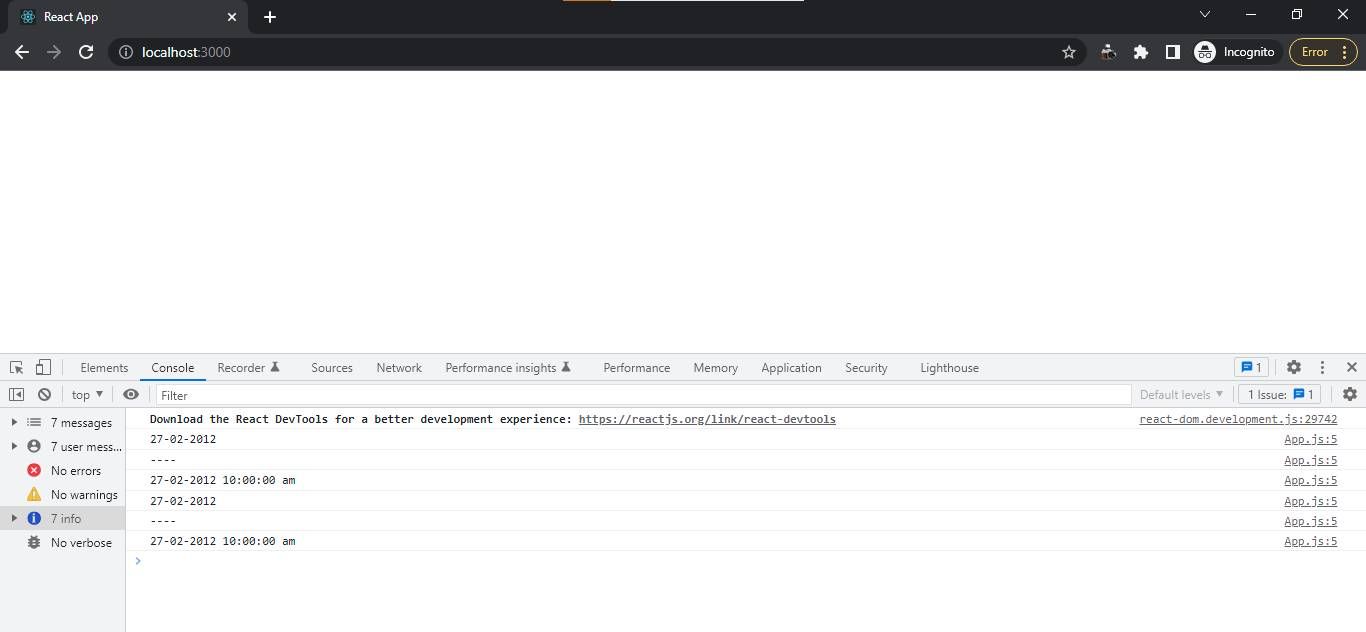 React App
localhost:3000
Incognito
Error
Elements Console Recorder Sources Network Performance insights Performance Memory Application Security Lighthouse 1
top Filter Default levels 1 Issue: 1
7 messages
7 user mess...
No errors
No warnings
7 info
No verbose
Download the React DevTools for a better development experience: https://reactjs.org/link/react-devtools react-dom.development.js:29742
27-02-2012 App.js:5
---- App.js:5
27-02-2012 10:00:00 am App.js:5
27-02-2012 App.js:5
---- App.js:5
27-02-2012 10:00:00 am App.js:5
>